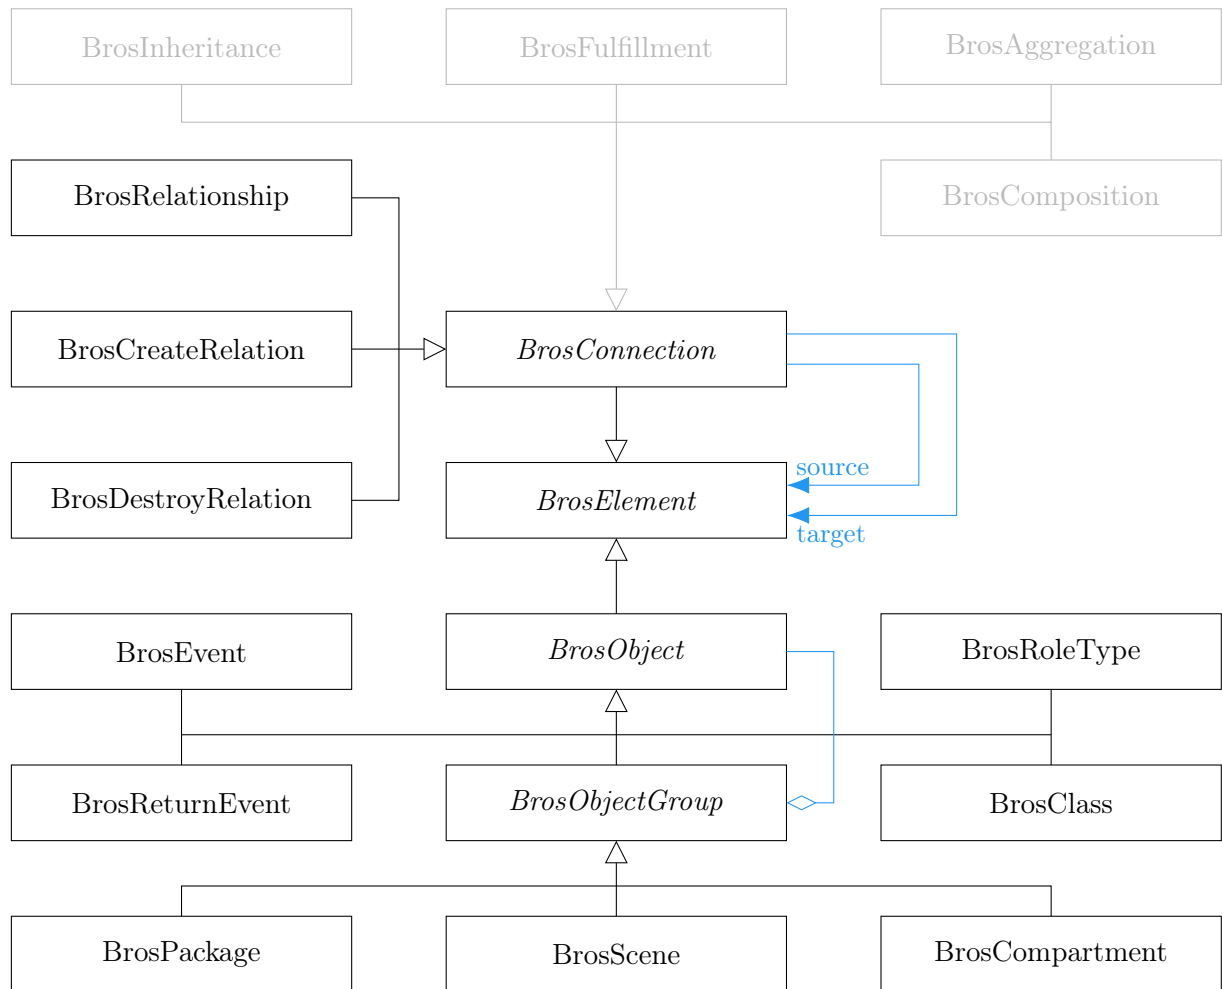 BrosInheritance
BrosFulfillment
BrosAggregation
BrosRelationship
BrosComposition
BrosCreateRelation
BrosConnection
BrosDestroyRelation
BrosElement
source
target
BrosEvent
BrosObject
BrosRoleType
BrosReturnEvent
BrosObjectGroup
BrosClass
BrosPackage
BrosScene
BrosCompartment